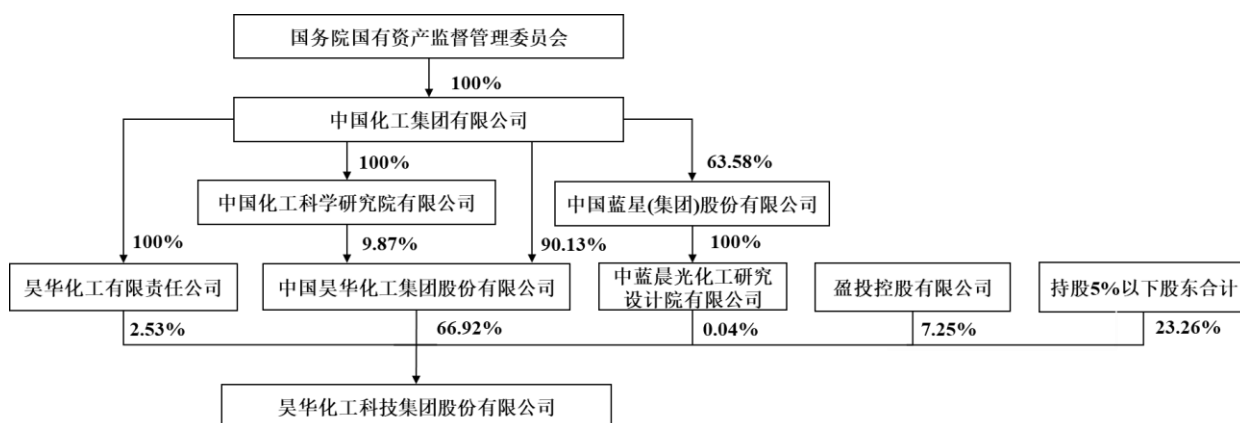 国务院国有资产监督管理委员会
100%
中国化工集团有限公司
100%
63.58%
中国化工科学研究院有限公司
中国蓝星(集团)股份有限公司
100%
9.87%
90.13%
100%
昊华化工有限责任公司
中国昊华化工集团股份有限公司
中蓝晨光化工研究
设计院有限公司
盈投控股有限公司
持股5%以下股东合计
2.53%
66.92%
0.04%
7.25%
23.26%
昊华化工科技集团股份有限公司